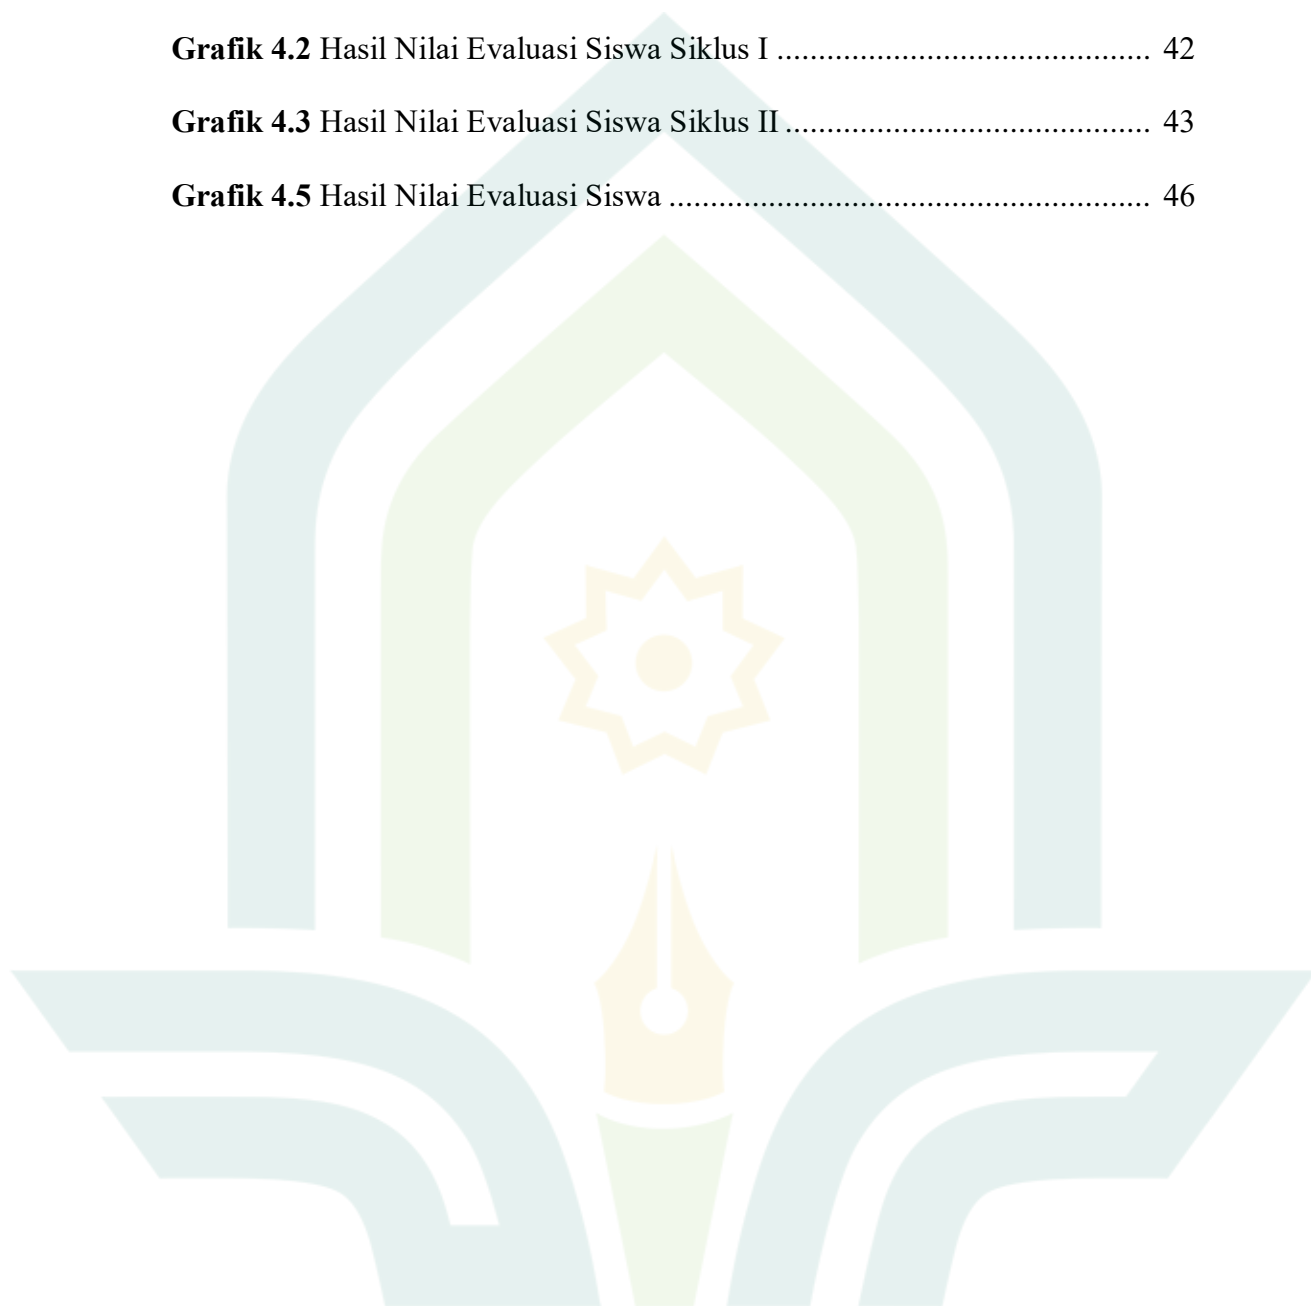 Grafik 4.2 Hasil Nilai Evaluasi Siswa Siklus I .............................................. 42
Grafik 4.3 Hasil Nilai Evaluasi Siswa Siklus II ............................................. 43
Grafik 4.5 Hasil Nilai Evaluasi Siswa ........................................................... 46